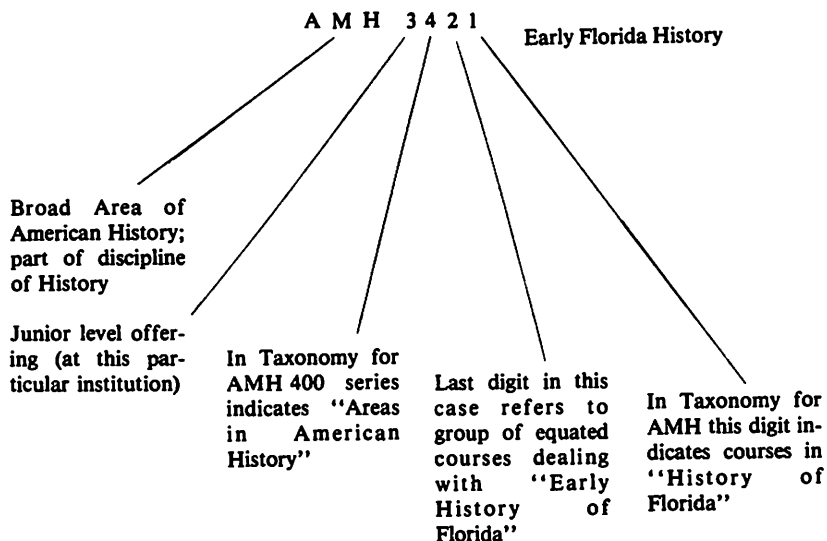 A M H 3 4 2 1
Early Florida History
Broad Area of
American History;
part of discipline
of History
Junior level offer-
ing (at this par-
ticular institution)
In Taxonomy for
AMH 400 series
indicates “Areas
in American
History”
Last digit in this
case refers to
group of equated
courses dealing
with “Early
History of
Florida”
In Taxonomy for
AMH this digit in-
dicates courses in
“History of
Florida”